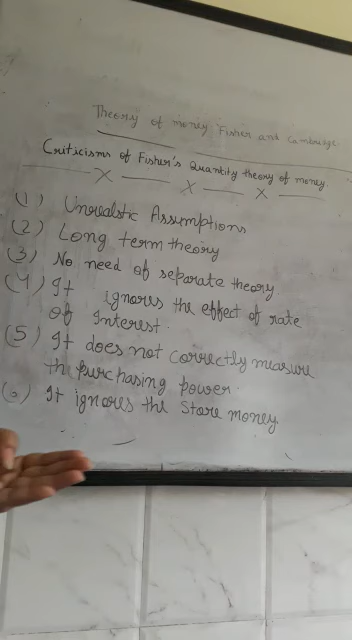 Theory of money Fisher and Cambridge
Criticisms of Fisher's Quantity theory of money
(1) Unrealstic Assumptions
(2) Long term theory
(3) No need of separate theory
(4) It ignores the effect of rate
of Interest.
(5) It does not correctly measure
the purchasing power.
(6) It ignores the Store money.